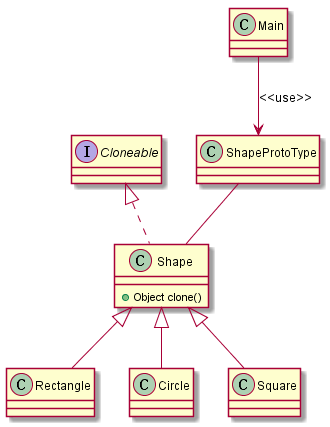 C Main
<<use>>
I Cloneable
C ShapeProtoType
C Shape
Object clone()
C Rectangle
C Circle
C Square